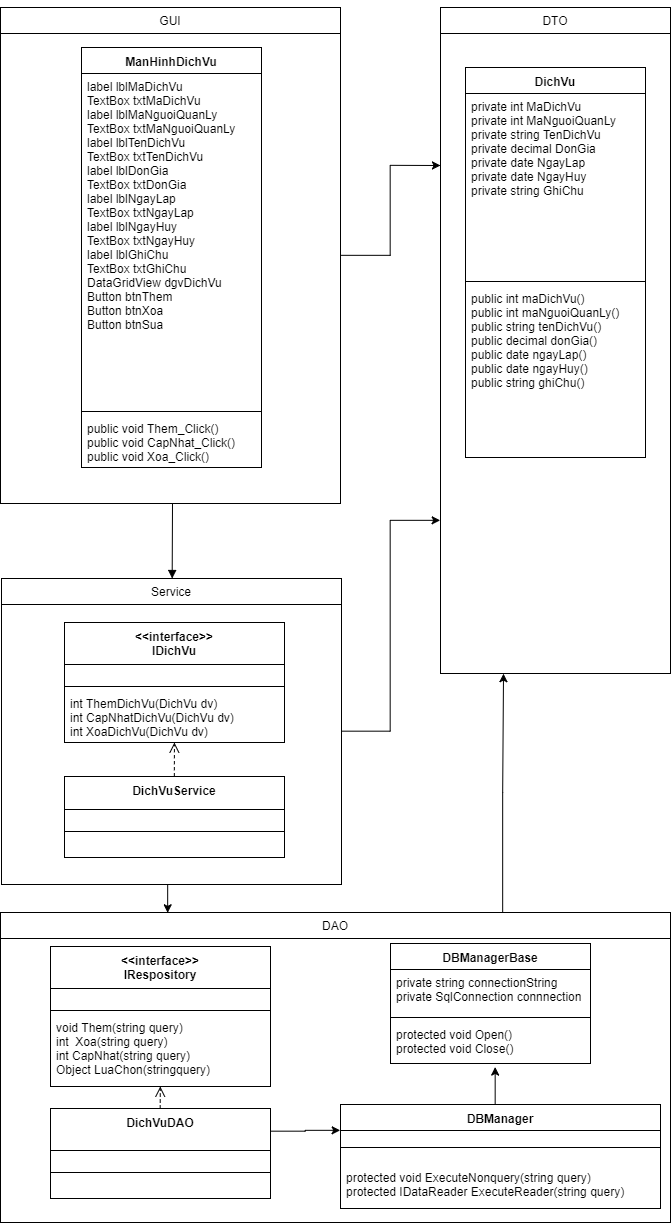 GUI
ManHinhDichVu
label lblMaDichVu
TextBox txtMaDichVu
label lblMaNguoiQuanLy
TextBox txtMaNguoiQuanLy
label lblTenDichVu
TextBox txtTenDichVu
label lblDonGia
TextBox txtDonGia
label lblNgayLap
TextBox txtNgayLap
label lblNgayHuy
TextBox txtNgayHuy
label lblGhiChu
TextBox txtGhiChu
DataGridView dgvDichVu
Button btnThem
Button btnXoa
Button btnSua
public void Them_Click()
public void CapNhat_Click()
public void Xoa_Click()
DTO
DichVu
private int MaDichVu
private int MaNguoiQuanLy
private string TenDichVu
private decimal DonGia
private date NgayLap
private date NgayHuy
private string GhiChu
public int maDichVu()
public int maNguoiQuanLy()
public string tenDichVu()
public decimal donGia()
public date ngayLap()
public date ngayHuy()
public string ghiChu()
Service
<<interface>>
IDichVu
int ThemDichVu(DichVu dv)
int CapNhatDichVu(DichVu dv)
int XoaDichVu(DichVu dv)
DichVuService
DAO
<<interface>>
IRespository
void Them(string query)
int  Xoa(string query)
int CapNhat(string query)
Object LuaChon(stringquery)
DichVuDAO
DBManagerBase
private string connectionString
private SqlConnection connnection
protected void Open()
protected void Close()
DBManager
protected void ExecuteNonquery(string query)
protected IDataReader ExecuteReader(string query)